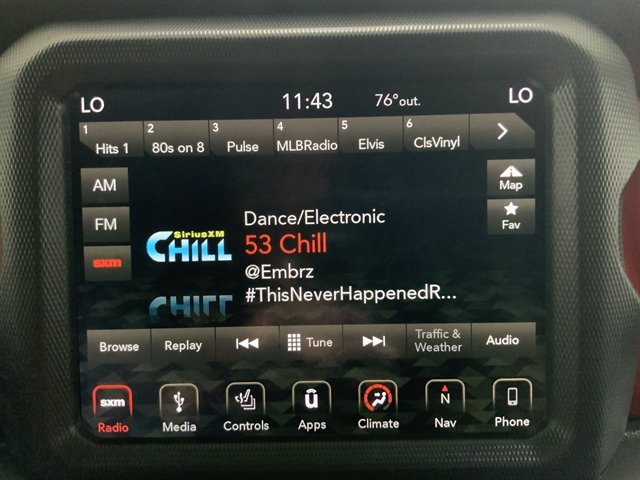 LO 11:43 76°out. LO
1 Hits 1 2 80s on 8 3 Pulse 4 MLBRadio 5 Elvis 6 ClsVinyl
AM
Map
FM
Fav
sxm
SiriusXM
CHILL
Dance/Electronic
53 Chill
@Embrz
#ThisNeverHappenedR...
Browse Replay Tune Traffic & Weather Audio
sxm Radio Media Controls ū Apps Climate N Nav Phone